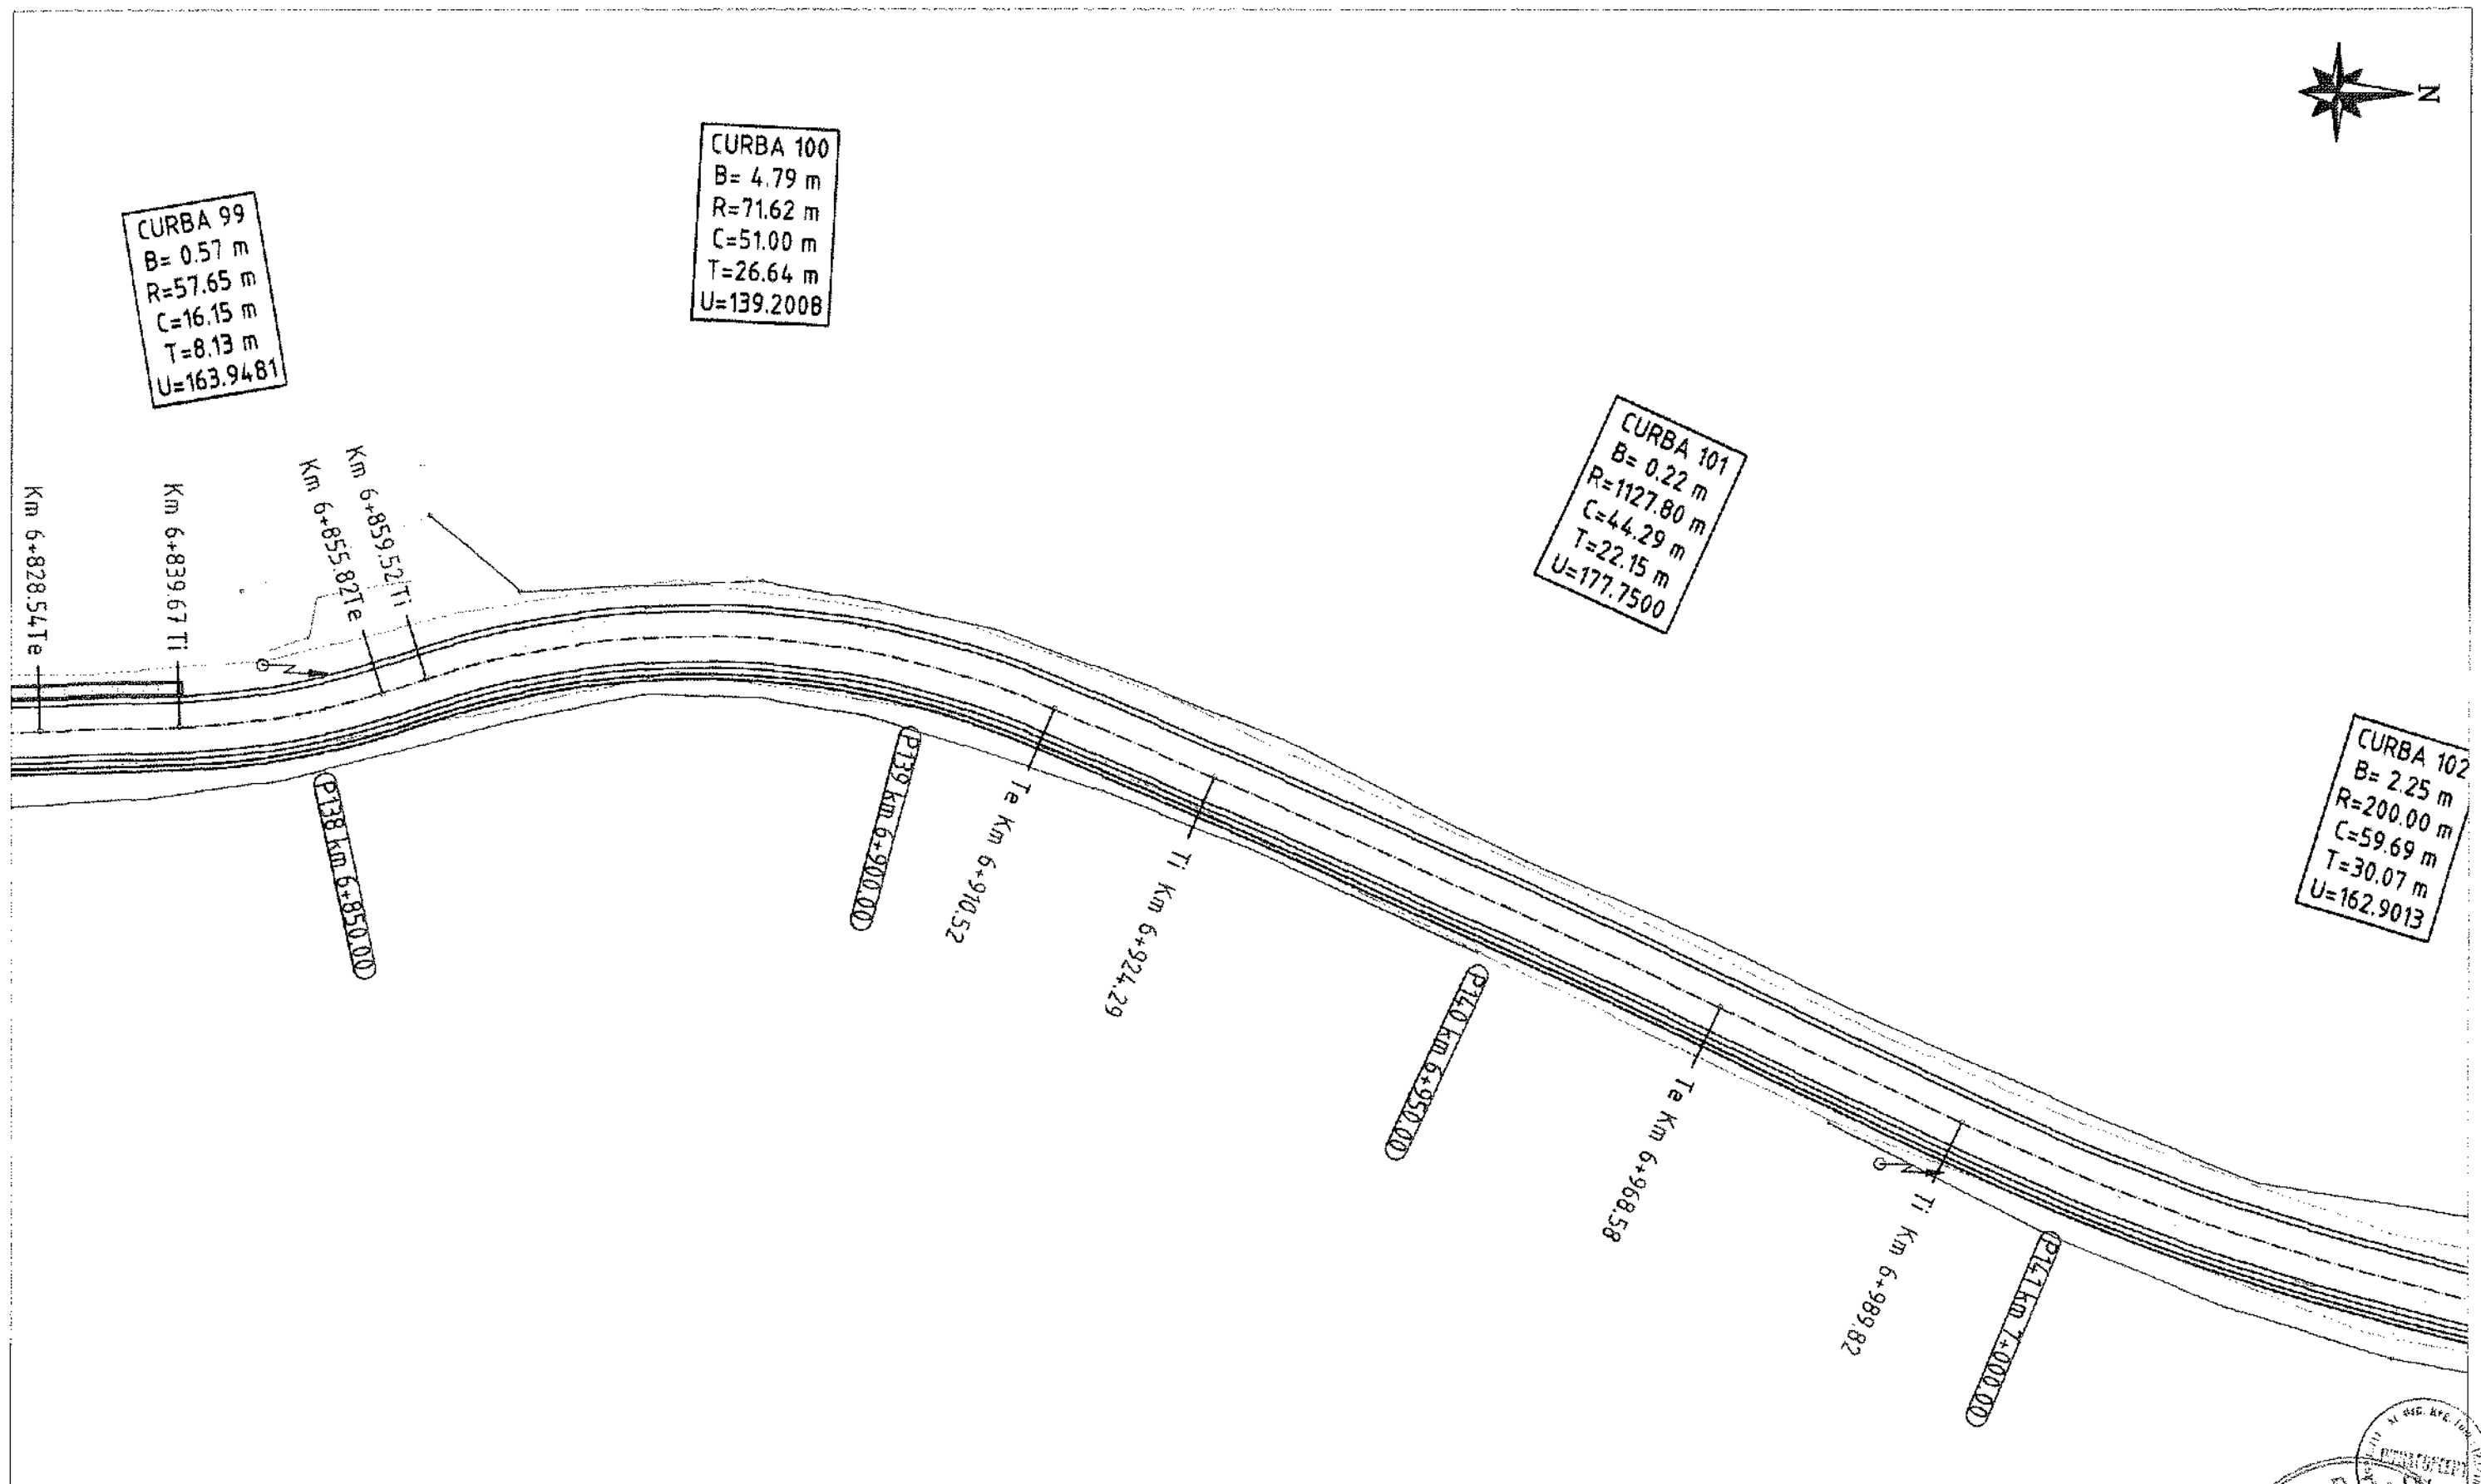 N
CURBA 99
B= 0.57 m
R=57.65 m
C=16.15 m
T=8.13 m
U=163.9481
CURBA 100
B= 4.79 m
R=71.62 m
C=51.00 m
T=26.64 m
U=139.2008
CURBA 101
B= 0.22 m
R=1127.80 m
C=44.29 m
T=22.15 m
U=177.7500
CURBA 102
B= 2.25 m
R=200.00 m
C=59.69 m
T=30.07 m
U=162.9013
Km 6+828.54Te
Km 6+839.67 Ti
Km 6+855.82Te
Km 6+859.52Ti
P138 km 6+850.00
P139 km 6+900.00
Te Km 6+910.52
Ti Km 6+924.29
P140 km 6+950.00
Te Km 6+968.58
Ti Km 6+989.82
P141 km 7+000.00